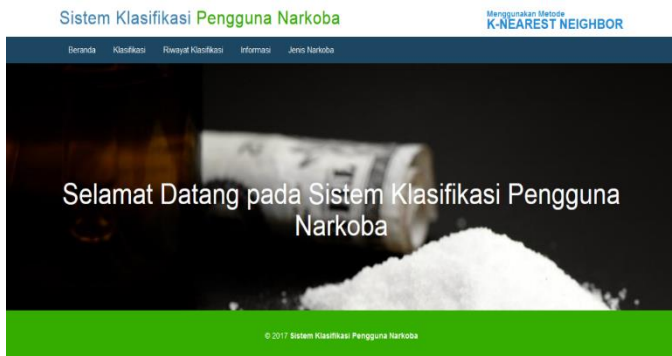 Sistem Klasifikasi Pengguna Narkoba
Menggunakan Metode
K-NEAREST NEIGHBOR
Beranda Klasifikasi Riwayat Klasifikasi Informasi Jenis Narkoba
Selamat Datang pada Sistem Klasifikasi Pengguna
Narkoba
© 2017 Sistem Klasifikasi Pengguna Narkoba